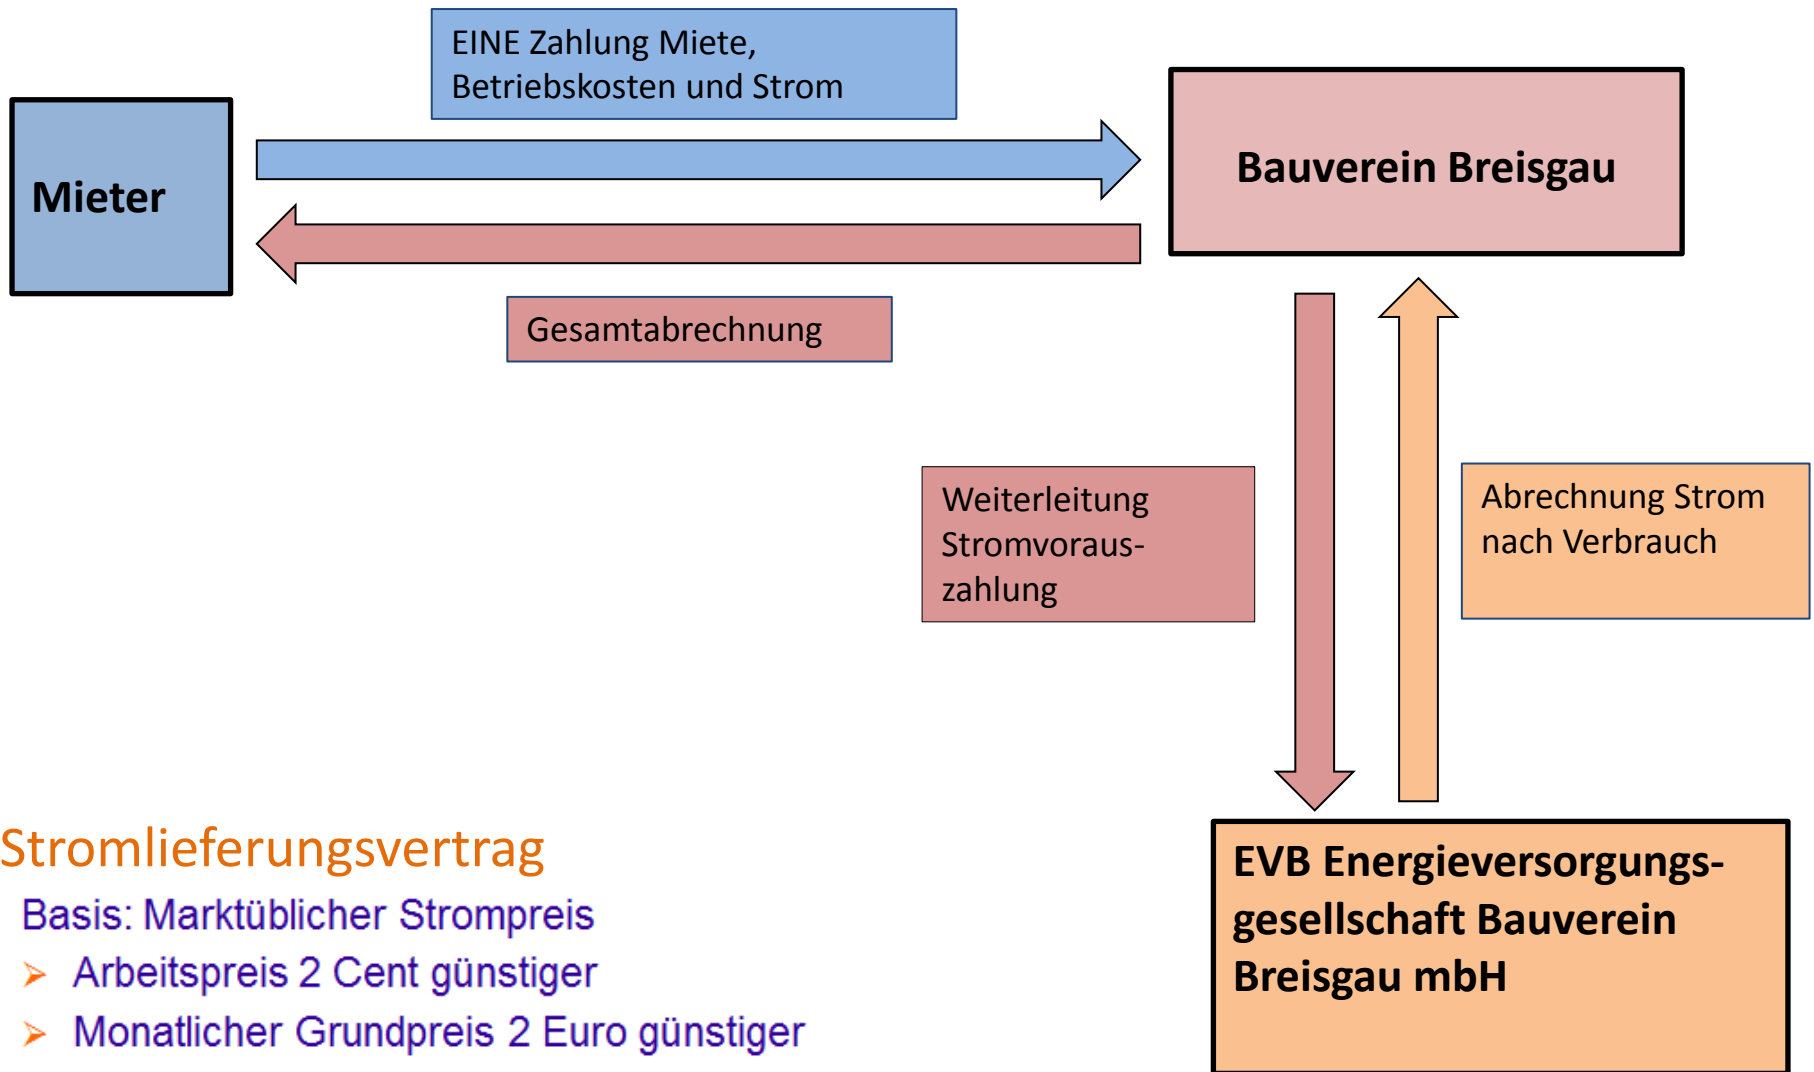 EINE Zahlung Miete,
Betriebskosten und Strom
Mieter
Bauverein Breisgau
Gesamtabrechnung
Weiterleitung
Stromvoraus-
zahlung
Abrechnung Strom
nach Verbrauch
Stromlieferungsvertrag
Basis: Marktüblicher Strompreis
➢ Arbeitspreis 2 Cent günstiger
➢ Monatlicher Grundpreis 2 Euro günstiger
EVB Energieversorgungs-
gesellschaft Bauverein
Breisgau mbH